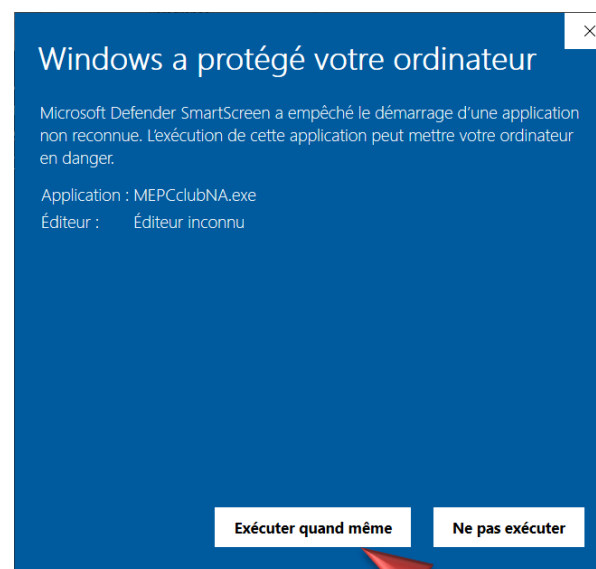 Windows a protégé votre ordinateur
Microsoft Defender SmartScreen a empêché le démarrage d'une application
non reconnue. L'exécution de cette application peut mettre votre ordinateur
en danger.
Application : MEPCclubNA.exe
Éditeur : Éditeur inconnu
Exécuter quand même
Ne pas exécuter